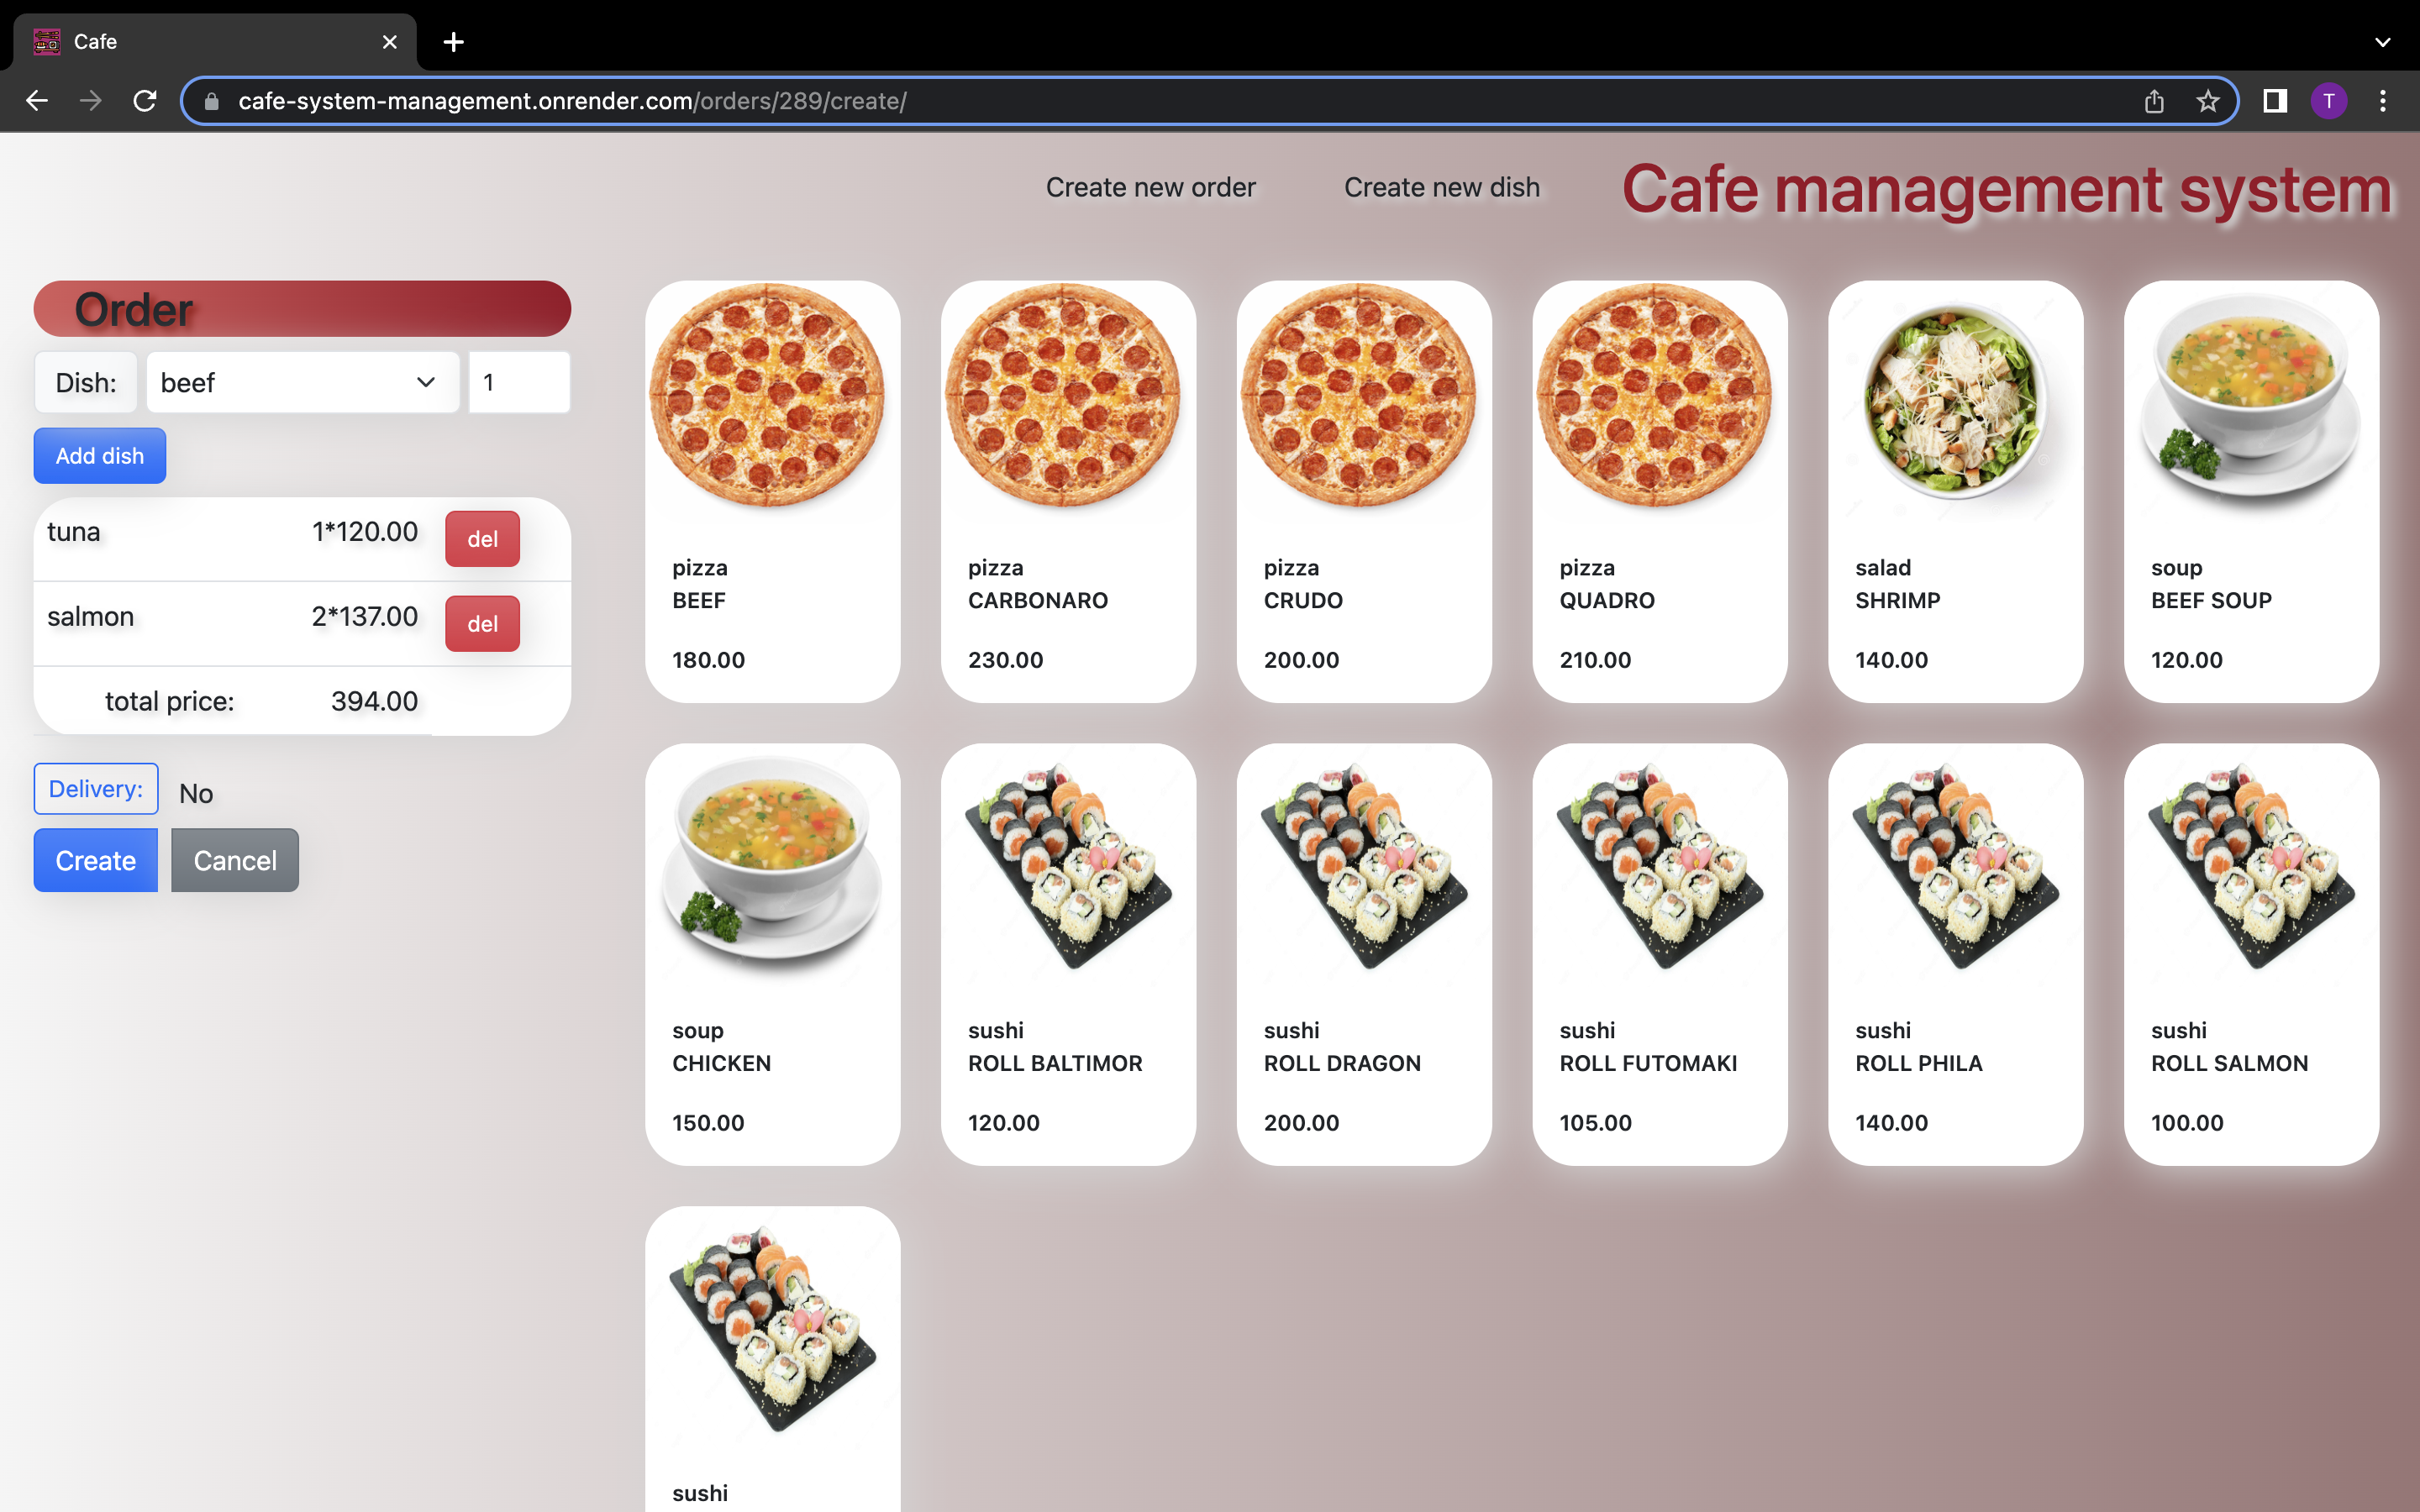 Cafe
cafe-system-management.onrender.com/orders/289/create/
T
Create new order
Create new dish
Cafe management system
Order
Dish:
beef
1
Add dish
tuna 1*120.00 del
salmon 2*137.00 del
total price: 394.00
Delivery: No
Create
Cancel
pizza
BEEF
180.00
pizza
CARBONARO
230.00
pizza
CRUDO
200.00
pizza
QUADRO
210.00
salad
SHRIMP
140.00
soup
BEEF SOUP
120.00
soup
CHICKEN
150.00
sushi
ROLL BALTIMOR
120.00
sushi
ROLL DRAGON
200.00
sushi
ROLL FUTOMAKI
105.00
sushi
ROLL PHILA
140.00
sushi
ROLL SALMON
100.00
sushi